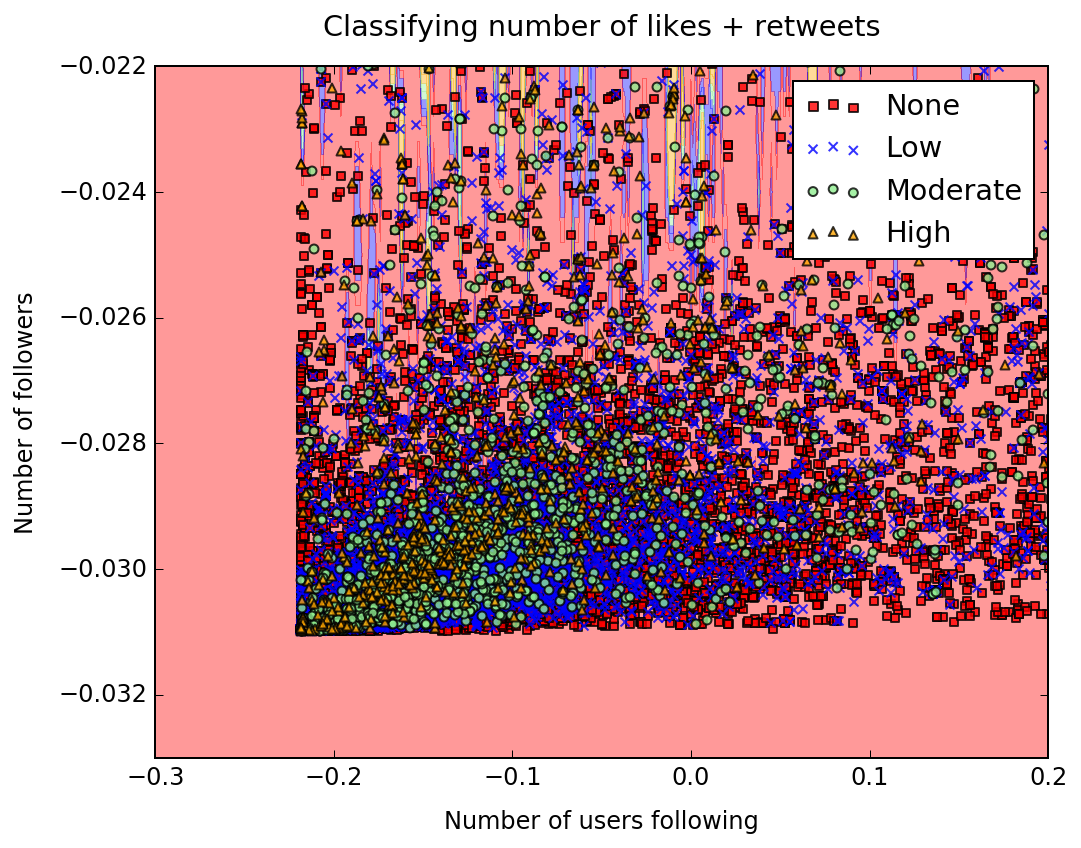 Classifying number of likes + retweets
−0.022
−0.024
−0.026
−0.028
−0.030
−0.032
Number of followers
None
Low
Moderate
High
−0.3
−0.2
−0.1
0.0
0.1
0.2
Number of users following